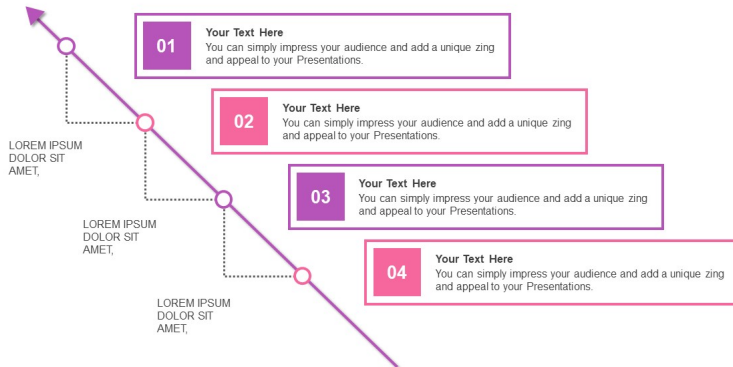 01
Your Text Here
You can simply impress your audience and add a unique zing
and appeal to your Presentations.
02
Your Text Here
You can simply impress your audience and add a unique zing
and appeal to your Presentations.
LOREM IPSUM
DOLOR SIT
AMET,
03
Your Text Here
You can simply impress your audience and add a unique zing
and appeal to your Presentations.
LOREM IPSUM
DOLOR SIT
AMET,
04
Your Text Here
You can simply impress your audience and add a unique zing
and appeal to your Presentations.
LOREM IPSUM
DOLOR SIT
AMET,